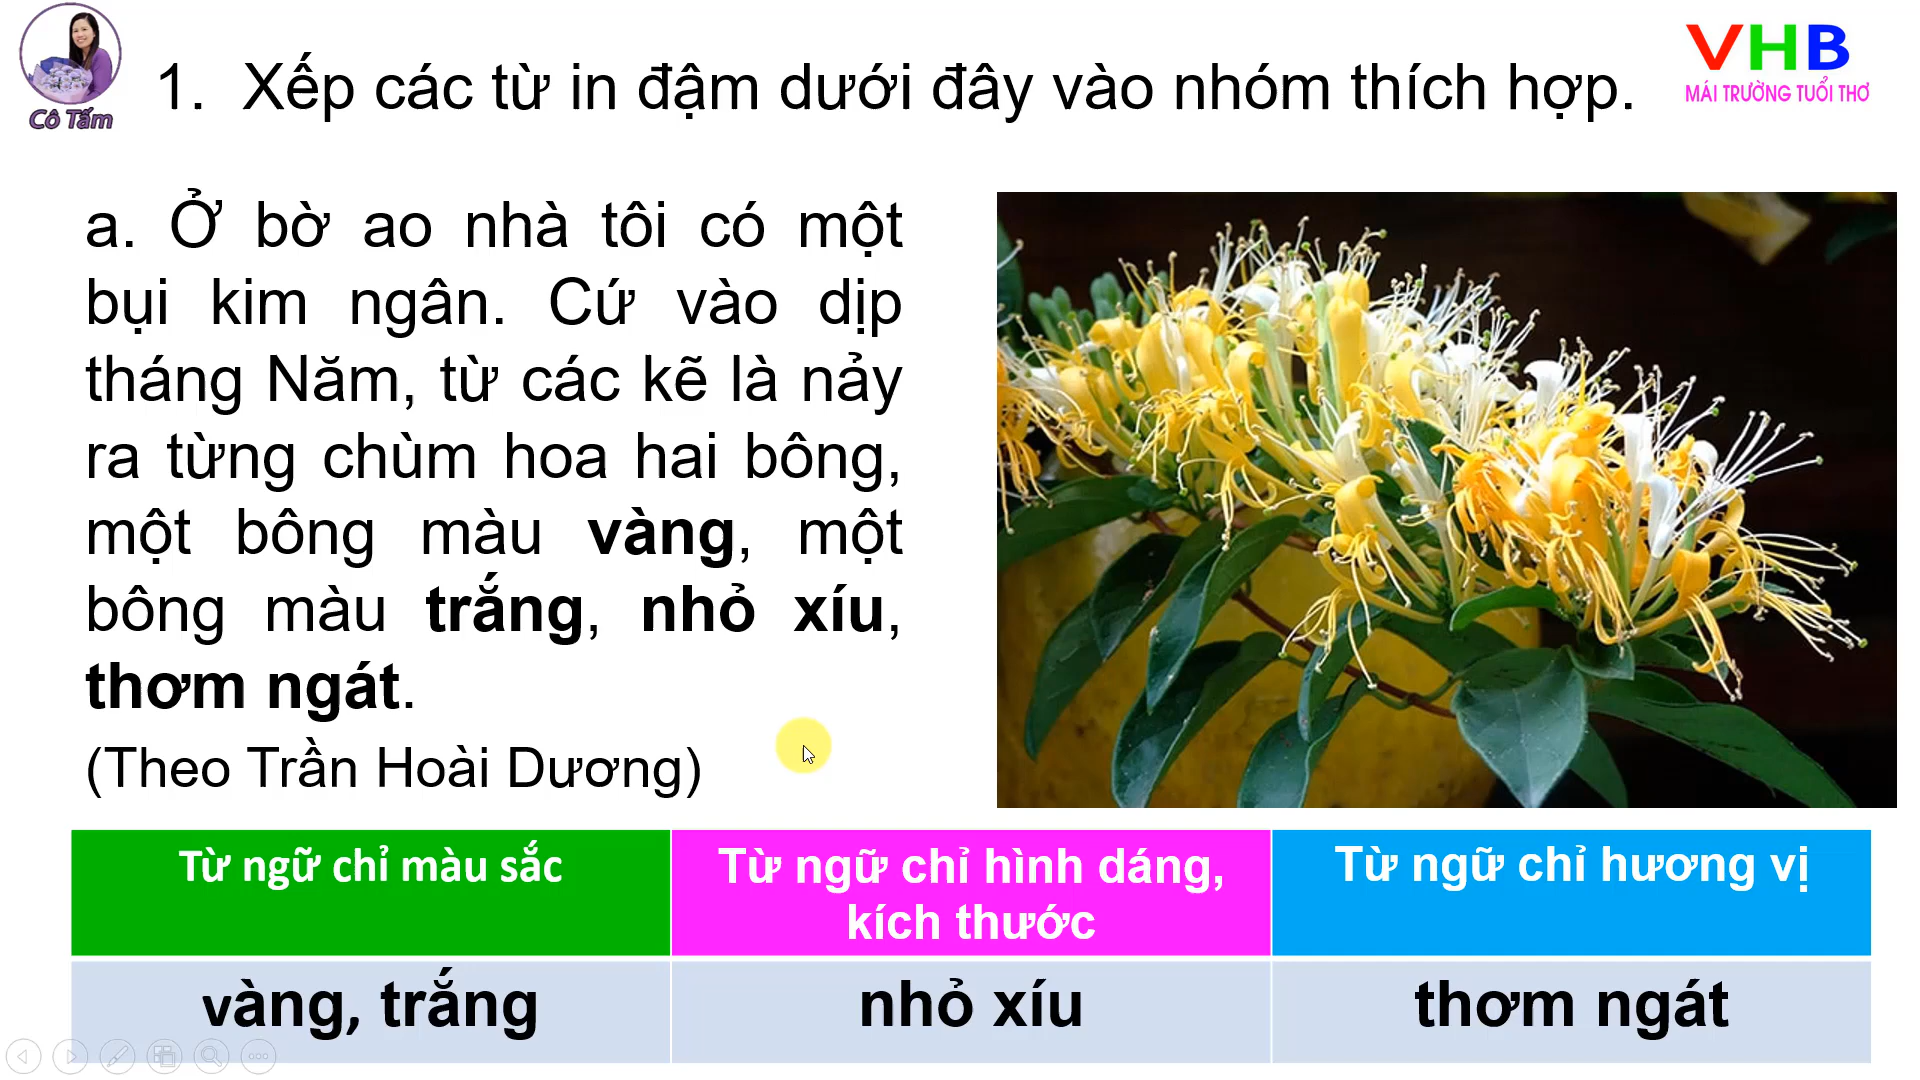 Cô Tấm
1. Xếp các từ in đậm dưới đây vào nhóm thích hợp.
VHB
MÁI TRƯỜNG TUỔI THƠ
a. Ở bờ ao nhà tôi có một
bụi kim ngân. Cứ vào dịp
tháng Năm, từ các kẽ là nảy
ra từng chùm hoa hai bông,
một bông màu vàng, một
bông màu trắng, nhỏ xíu,
thơm ngát.
(Theo Trần Hoài Dương)
Từ ngữ chỉ màu sắc
Từ ngữ chỉ hình dáng,
kích thước
Từ ngữ chỉ hương vị
vàng, trắng
nhỏ xíu
thơm ngát